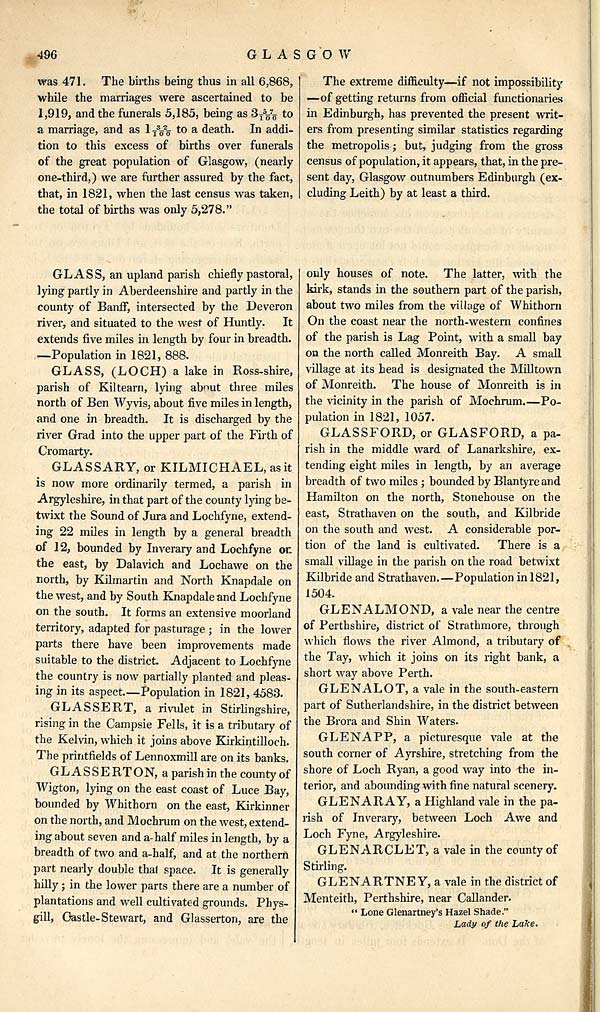 496
GLASGOW
was 471. The births being thus in all 6,868,
while the marriages were ascertained to be
1,919, and the funerals 5,185, being as 3 57/100 to
a marriage, and as 1 32/100 to a death. In addi-
tion to this excess of births over funerals
of the great population of Glasgow, (nearly
one-third,) we are further assured by the fact,
that, in 1821, when the last census was taken,
the total of births was only 5,278."
The extreme difficulty—if not impossibility
—of getting returns from official functionaries
in Edinburgh, has prevented the present writ-
ers from presenting similar statistics regarding
the metropolis; but, judging from the gross
census of population, it appears, that, in the pre-
sent day, Glasgow outnumbers Edinburgh (ex-
cluding Leith) by at least a third.
GLASS, an upland parish chiefly pastoral,
lying partly in Aberdeenshire and partly in the
county of Banff, intersected by the Deveron
river, and situated to the west of Huntly. It
extends five miles in length by four in breadth.
—Population in 1821, 888.
GLASS, (LOCH) a lake in Ross-shire,
parish of Kiltearn, lying about three miles
north of Ben Wyvis, about five miles in length,
and one in breadth. It is discharged by the
river Grad into the upper part of the Firth of
Cromarty.
GLASSARY, or KILMICHAEL, as it
is now more ordinarily termed, a parish in
Argyleshire, in that part of the county lying be-
twixt the Sound of Jura and Lochfyne, extend-
ing 22 miles in length by a general breadth
of 12, bounded by Inverary and Lochfyne on
the east, by Dalavich and Lochawe on the
north, by Kilmartin and North Knapdale on
the west, and by South Knapdale and Lochfyne
on the south. It forms an extensive moorland
territory, adapted for pasturage; in the lower
parts there have been improvements made
suitable to the district. Adjacent to Lochfyne
the country is now partially planted and pleas-
ing in its aspect.—Population in 1821, 4583.
GLASSERT, a rivulet in Stirlingshire,
rising in the Campsie Fells, it is a tributary of
the Kelvin, which it joins above Kirkintilloch.
The printfields of Lennoxmill are on its banks.
GLASSERTON, a parish in the county of
Wigton, lying on the east coast of Luce Bay,
bounded by Whithorn on the east, Kirkinner
on the north, and Mochrum on the west, extend-
ing about seven and a-half miles in length, by a
breadth of two and a-half, and at the northern
part nearly double that space. It is generally
hilly; in the lower parts there are a number of
plantations and well cultivated grounds. Phys-
gill, Castle-Stewart, and Glasserton, are the
only houses of note. The latter, with the
kirk, stands in the southern part of the parish,
about two miles from the village of Whithorn
On the coast near the north-western confines
of the parish is Lag Point, with a small bay
on the north called Monreith Bay. A small
village at its head is designated the Milltown
of Monreith. The house of Monreith is in
the vicinity in the parish of Mochrum.—Po-
pulation in 1821, 1057.
GLASSFORD, or GLASFORD, a pa-
rish in the middle ward of Lanarkshire, ex-
tending eight miles in length, by an average
breadth of two miles; bounded by Blantyre and
Hamilton on the north, Stonehouse on the
east, Strathaven on the south, and Kilbride
on the south and west. A considerable por-
tion of the land is cultivated. There is a
small village in the parish on the road betwixt
Kilbride and Strathaven.—Population in 1821,
1504.
GLENALMOND, a vale near the centre
of Perthshire, district of Strathmore, through
which flows the river Almond, a tributary of
the Tay, which it joins on its right bank, a
short way above Perth.
GLENALOT, a vale in the south-eastern
part of Sutherlandshire, in the district between
the Brora and Shin Waters.
GLENAPP, a picturesque vale at the
south corner of Ayrshire, stretching from the
shore of Loch Ryan, a good way into the in-
terior, and abounding with fine natural scenery.
GLENARAY, a Highland vale in the pa-
rish of Inverary, between Loch Awe and
Loch Fyne, Argyleshire.
GLENARCLET, a vale in the county of
Stirling.
GLENARTNEY, a vale in the district of
Menteith, Perthshire, near Callander.
"Lone Glenartney's Hazel Shade."
Lady of the Lake.